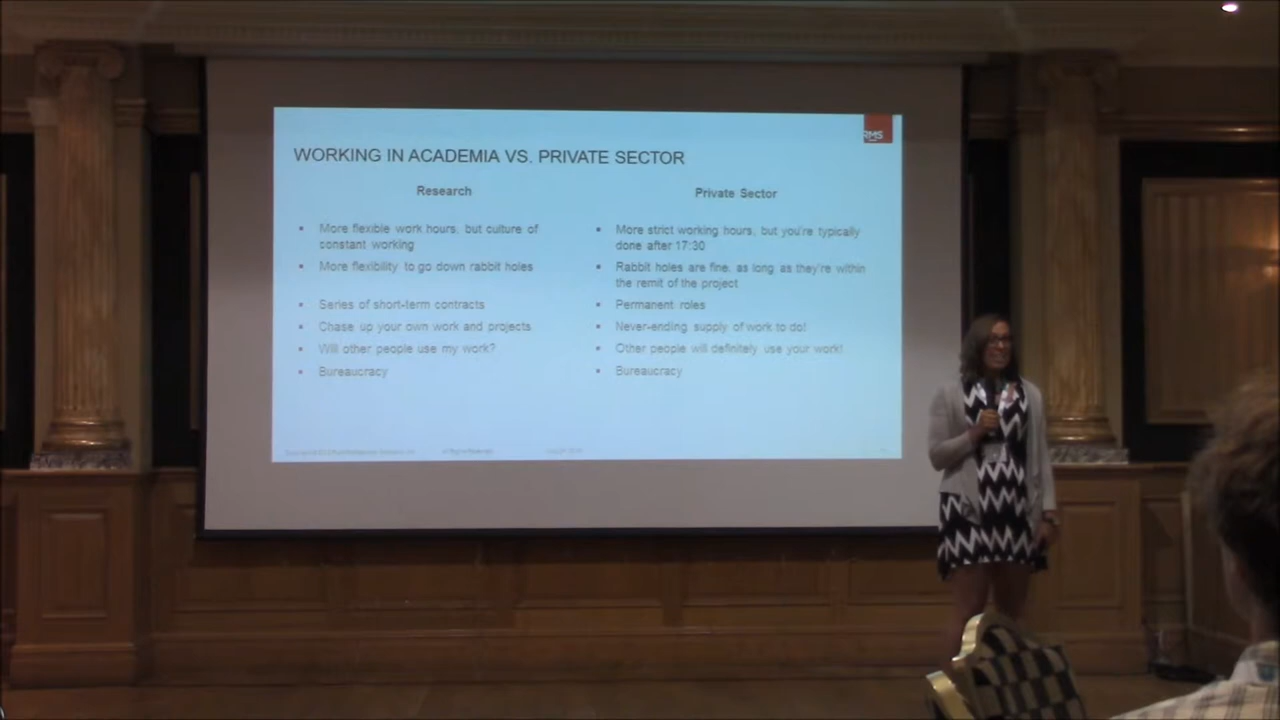 RMS
WORKING IN ACADEMIA VS. PRIVATE SECTOR
Research
▪ More flexible work hours, but culture of
constant working
▪ More flexibility to go down rabbit holes
▪ Series of short-term contracts
▪ Chase up your own work and projects
▪ Will other people use my work?
▪ Bureaucracy
Private Sector
▪ More strict working hours, but you're typically
done after 17:30
▪ Rabbit holes are fine, as long as they're within
the remit of the project
▪ Permanent roles
▪ Never-ending supply of work to do!
▪ Other people will definitely use your work!
▪ Bureaucracy